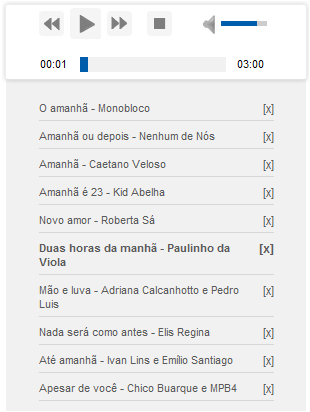 00:01 03:00
O amanhã - Monobloco [x]
Amanhã ou depois - Nenhum de Nós [x]
Amanhã - Caetano Veloso [x]
Amanhã é 23 - Kid Abelha [x]
Novo amor - Roberta Sá [x]
Duas horas da manhã - Paulinho da [x]
Viola
Mão e luva - Adriana Calcanhotto e Pedro [x]
Luis
Nada será como antes - Elis Regina [x]
Até amanhã - Ivan Lins e Emílio Santiago [x]
Apesar de você - Chico Buarque e MPB4 [x]